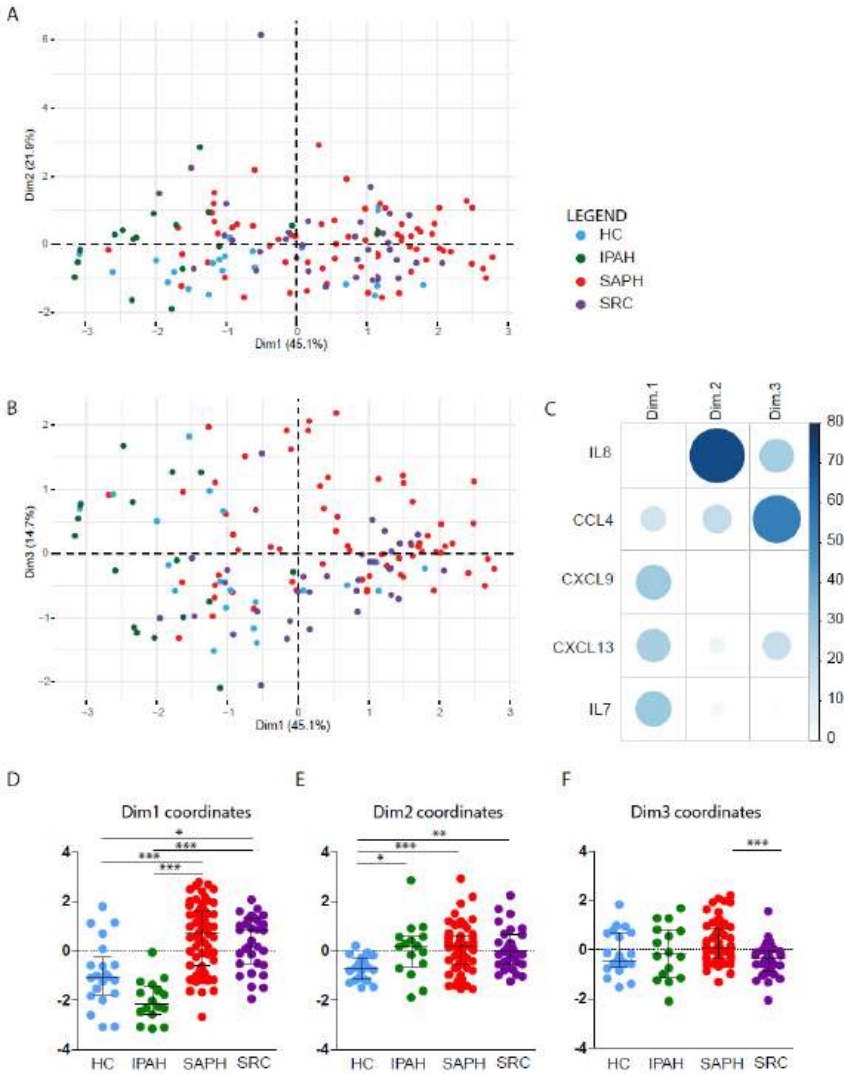 A
6
4
2
0
−2
Dim2 (21.9%)
−3 −2 −1 0 1 2 3
Dim1 (45.1%)
LEGEND
HC
IPAH
SAPH
SRC
B
2
1
0
−1
−2
Dim3 (14.7%)
−3 −2 −1 0 1 2 3
Dim1 (45.1%)
C
Dim.1 Dim.2 Dim.3
IL8
CCL4
CXCL9
CXCL13
IL7
80
70
60
50
40
30
20
10
0
D
Dim1 coordinates
*
***
***
***
4
2
0
-2
-4
HC IPAH SAPH SRC
E
Dim2 coordinates
**
***
*
4
2
0
-2
-4
HC IPAH SAPH SRC
F
Dim3 coordinates
***
4
2
0
-2
-4
HC IPAH SAPH SRC